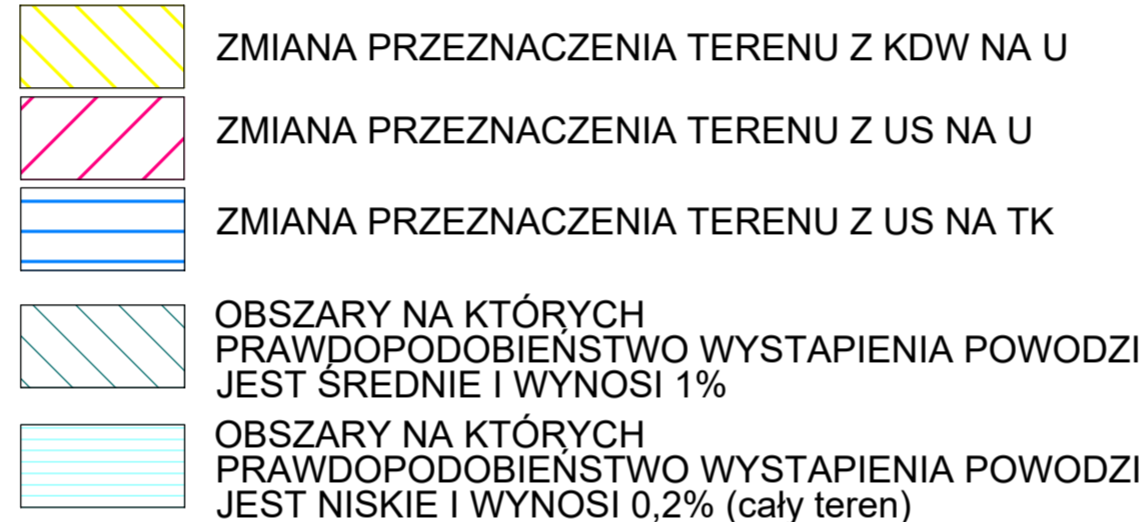 ZMIANA PRZEZNACZENIA TERENU Z KDW NA U
ZMIANA PRZEZNACZENIA TERENU Z US NA U
ZMIANA PRZEZNACZENIA TERENU Z US NA TK
OBSZARY NA KTÓRYCH
PRAWDOPODOBIEŃSTWO WYSTAPIENIA POWODZI
JEST ŚREDNIE I WYNOSI 1%
OBSZARY NA KTÓRYCH
PRAWDOPODOBIEŃSTWO WYSTAPIENIA POWODZI
JEST NISKIE I WYNOSI 0,2% (cały teren)